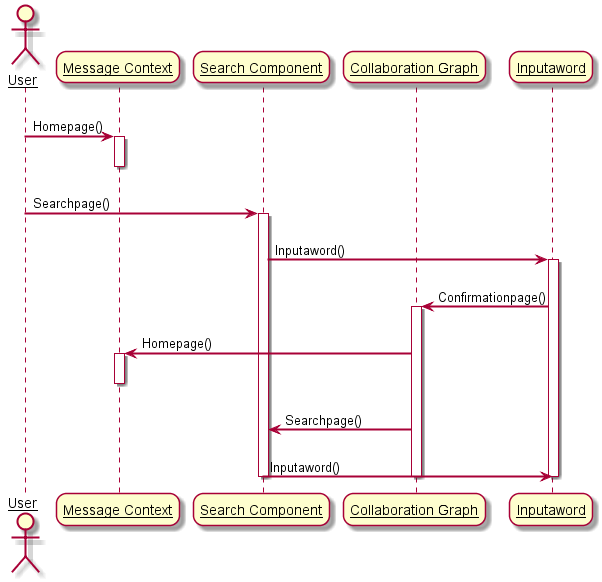 User
Message Context
Search Component
Collaboration Graph
Inputaword
Homepage()
Searchpage()
Inputaword()
Confirmationpage()
Homepage()
Searchpage()
Inputaword()
User
Message Context
Search Component
Collaboration Graph
Inputaword